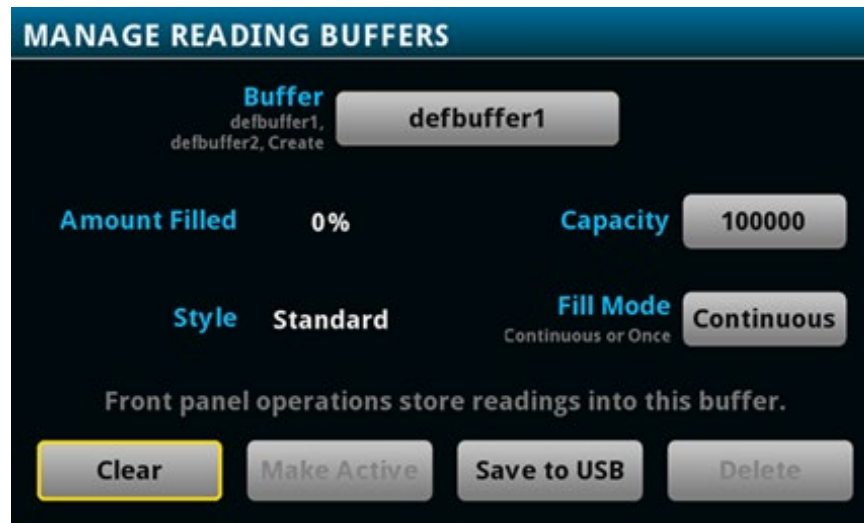 MANAGE READING BUFFERS
Buffer
defbuffer1,
defbuffer2, Create
defbuffer1
Amount Filled
0%
Capacity
100000
Style
Standard
Fill Mode
Continuous or Once
Continuous
Front panel operations store readings into this buffer.
Clear
Make Active
Save to USB
Delete